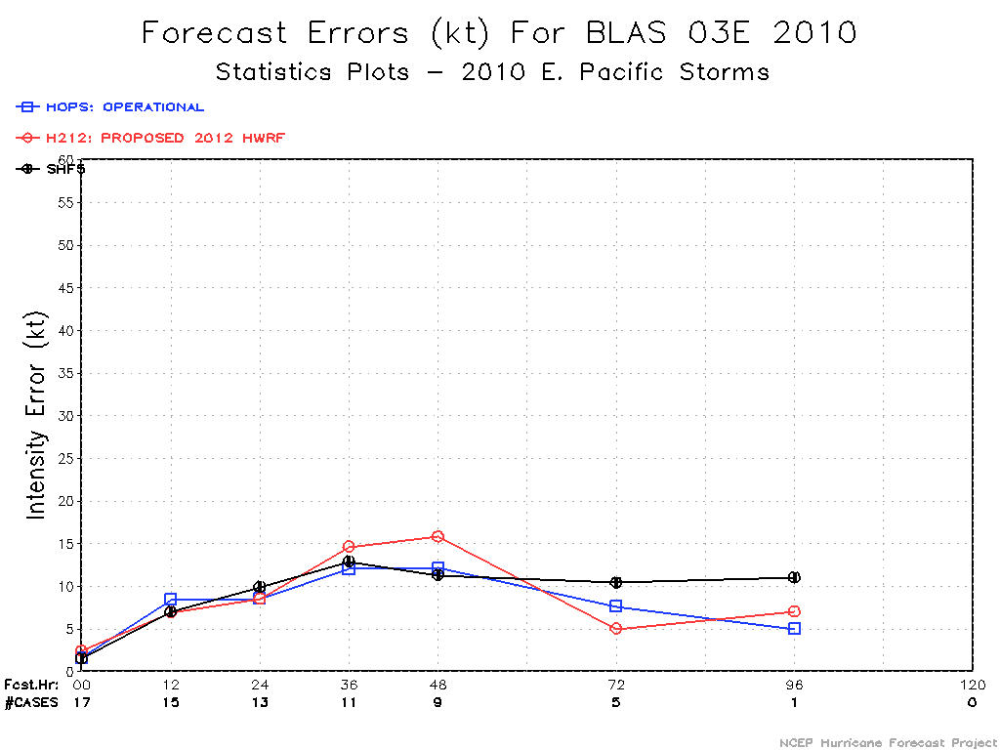 Forecast Errors (kt) For BLAS 03E 2010
Statistics Plots - 2010 E. Pacific Storms
HOPS: OPERATIONAL
H212: PROPOSED 2012 HWRF
SHF5
Intensity Error (kt)
60
55
50
45
40
35
30
25
20
15
10
5
0
Fcst.Hr: 00 12 24 36 48 72 96 120
#CASES 17 15 13 11 9 5 1 0
NCEP Hurricane Forecast Project